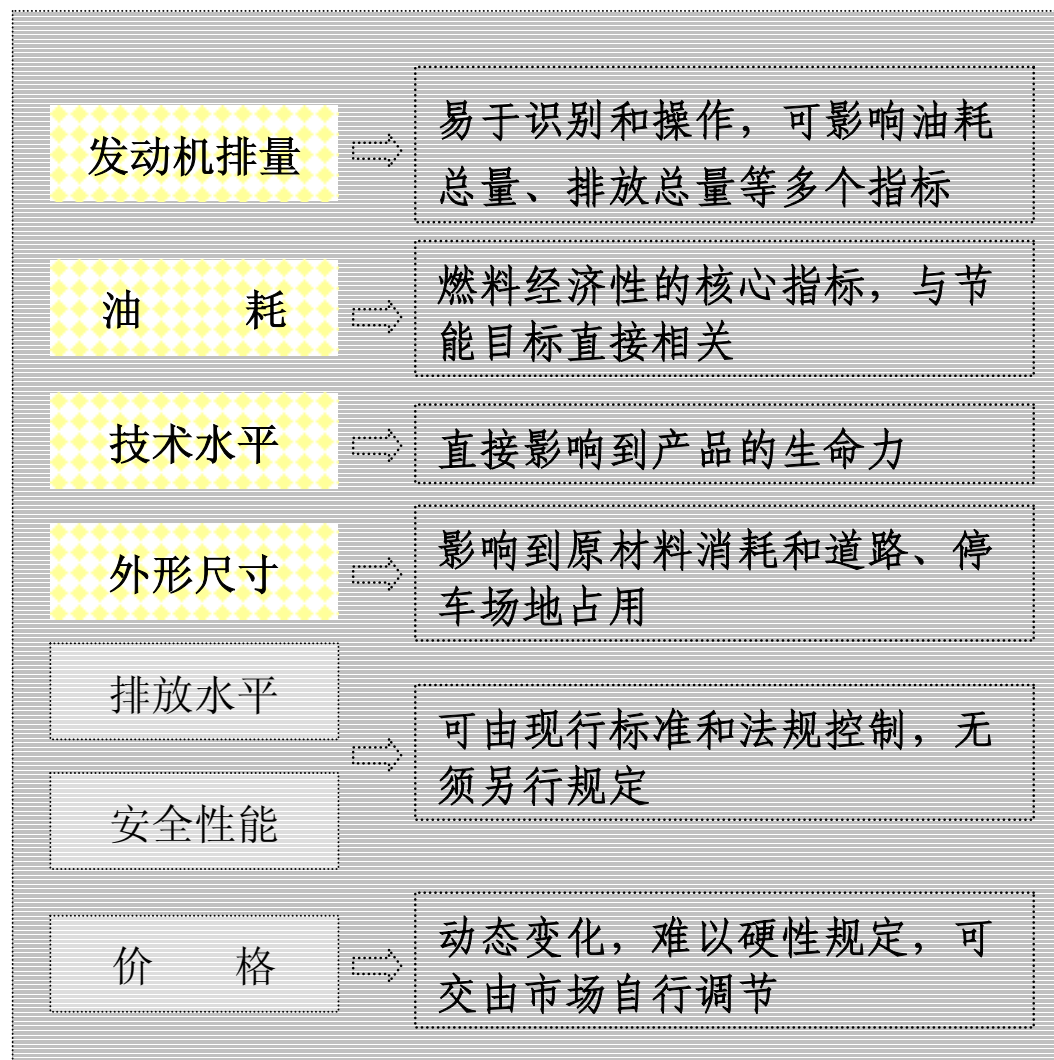 发动机排量
易于识别和操作，可影响油耗
总量、排放总量等多个指标
油 耗
燃料经济性的核心指标，与节
能目标直接相关
技术水平
直接影响到产品的生命力
外形尺寸
影响到原材料消耗和道路、停
车场地占用
排放水平
安全性能
可由现行标准和法规控制，无
须另行规定
价 格
动态变化，难以硬性规定，可
交由市场自行调节